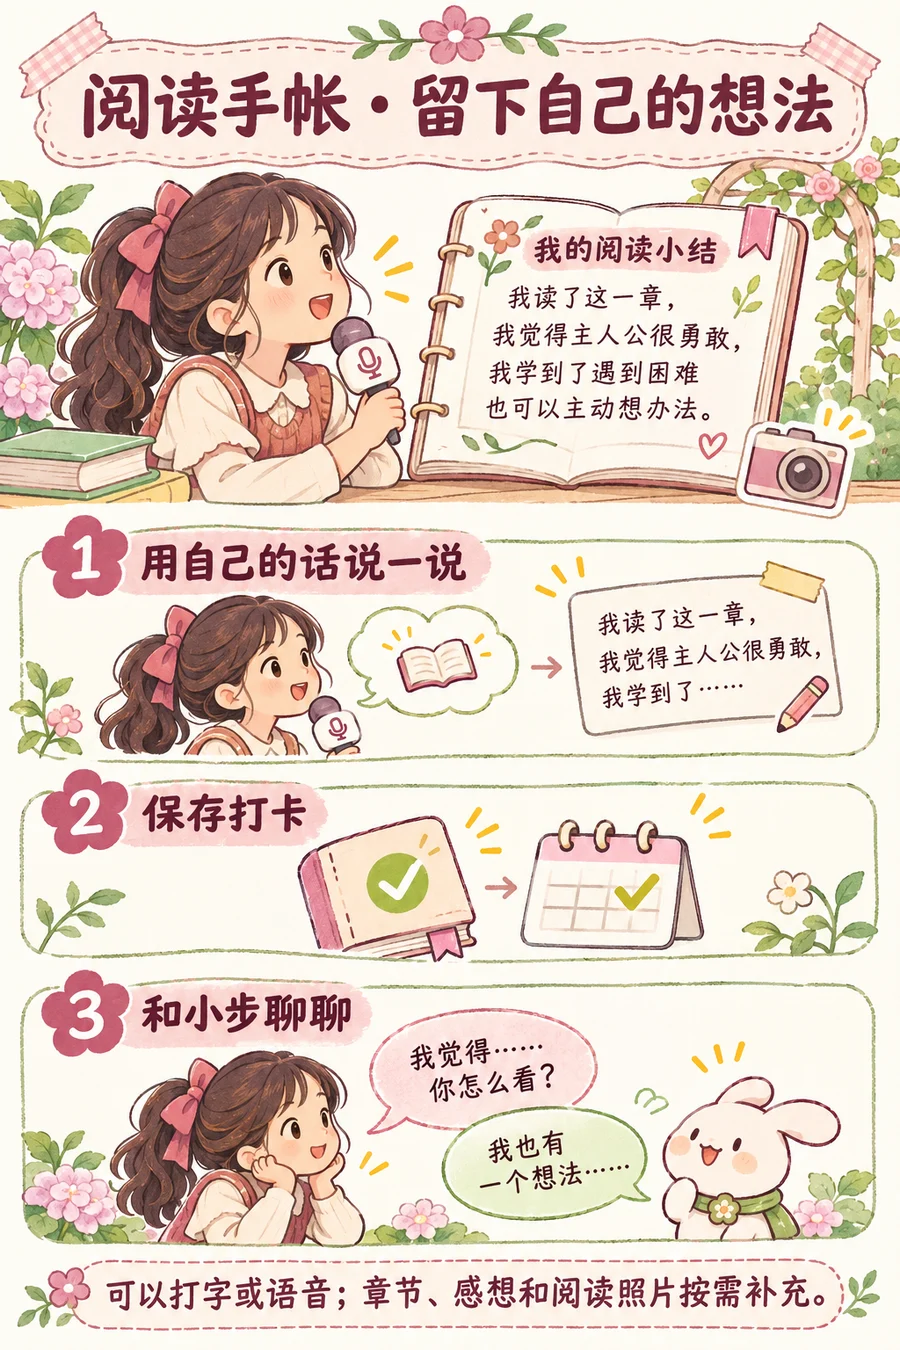 阅读手帐·留下自己的想法
我的阅读小结
我读了这一章，
我觉得主人公很勇敢，
我学到了遇到困难
也可以主动想办法。
1 用自己的话说一说
我读了这一章，
我觉得主人公很勇敢，
我学到了……
2 保存打卡
3 和小步聊聊
我觉得……
你怎么看？
我也有
一个想法……
可以打字或语音；章节、感想和阅读照片按需补充。